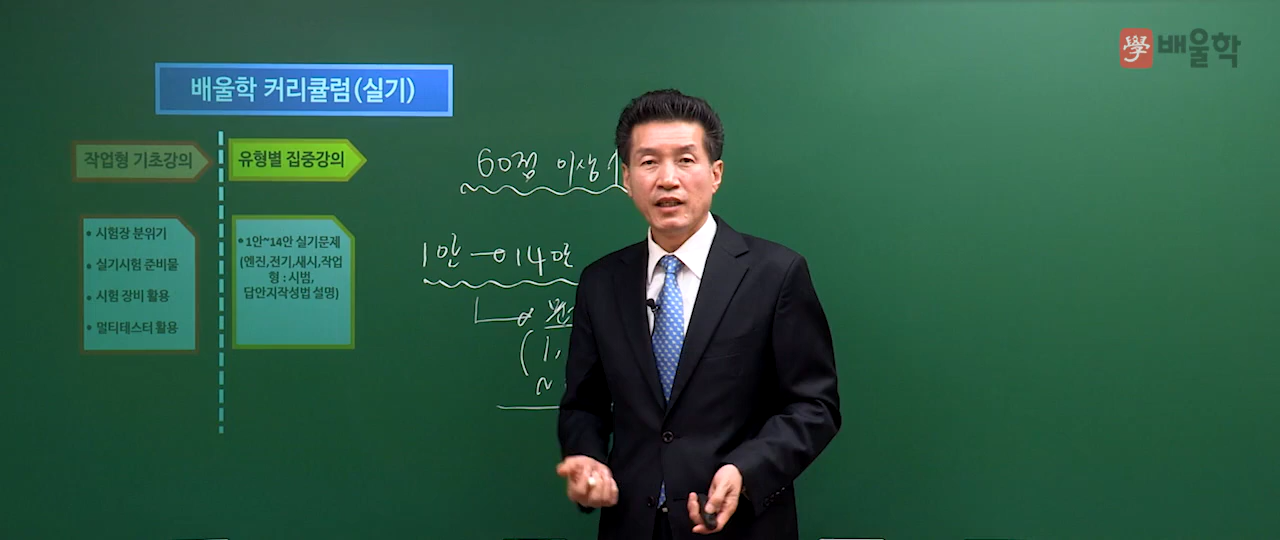 學 배울학
배울학 커리큘럼(실기)
작업형 기초강의
유형별 집중강의
• 시험장 분위기
• 실기시험 준비물
• 시험 장비 활용
• 멀티테스터 활용
• 1안~14안 실기문제
(엔진,전기,섀시,작업
형 : 시범,
답안지작성법 설명)
60점 이상
1안 → 14안
(1,
~